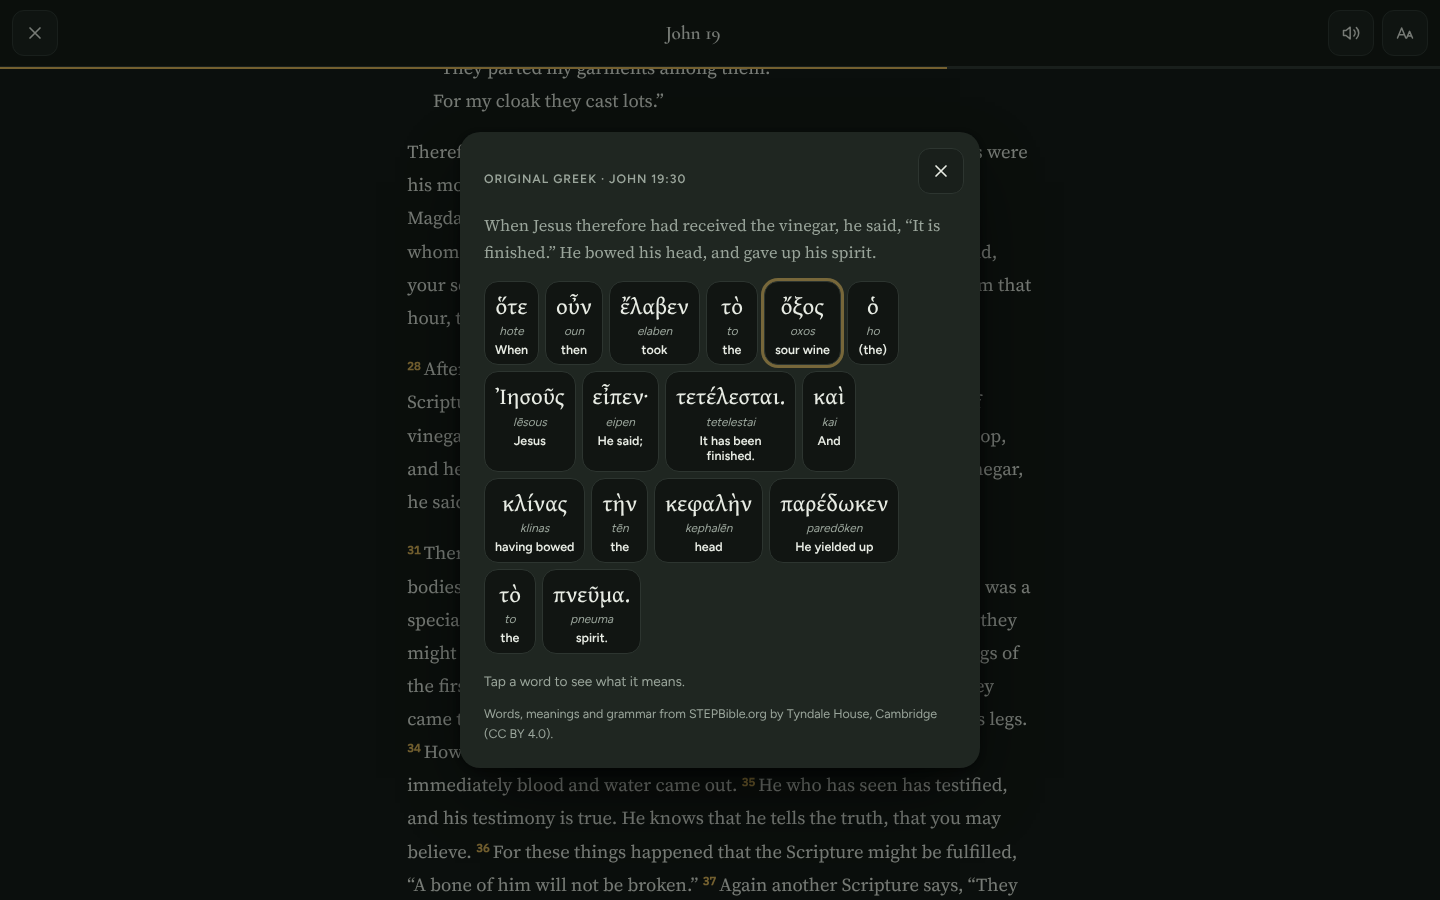 John 19
AA
They parted my garments among them.
For my cloak they cast lots.”
Theref
s were
his mo
Magda
whom
d,
your s
m that
hour, t
28 After
Scriptu
f
vinega
op,
and he
negar,
he said
31 Ther
bodies
was a
specia
they
might
gs of
the firs
ey
came t
s legs.
34 How
immediately blood and water came out. 35 He who has seen has testified,
and his testimony is true. He knows that he tells the truth, that you may
believe. 36 For these things happened that the Scripture might be fulfilled,
“A bone of him will not be broken.” 37 Again another Scripture says, “They
ORIGINAL GREEK · JOHN 19:30
When Jesus therefore had received the vinegar, he said, “It is
finished.” He bowed his head, and gave up his spirit.
ὅτε οὖν ἔλαβεν τὸ ὄξος ὁ
hote oun elaben to oxos ho
When then took the sour wine (the)
Ἰησοῦς εἶπεν· τετέλεσται. καὶ
Iēsous eipen tetelestai kai
Jesus He said; It has been And
finished.
κλίνας τὴν κεφαλὴν παρέδωκεν
klinas tēn kephalēn paredōken
having bowed the head He yielded up
τὸ πνεῦμα.
to pneuma
the spirit.
Tap a word to see what it means.
Words, meanings and grammar from STEPBible.org by Tyndale House, Cambridge
(CC BY 4.0).